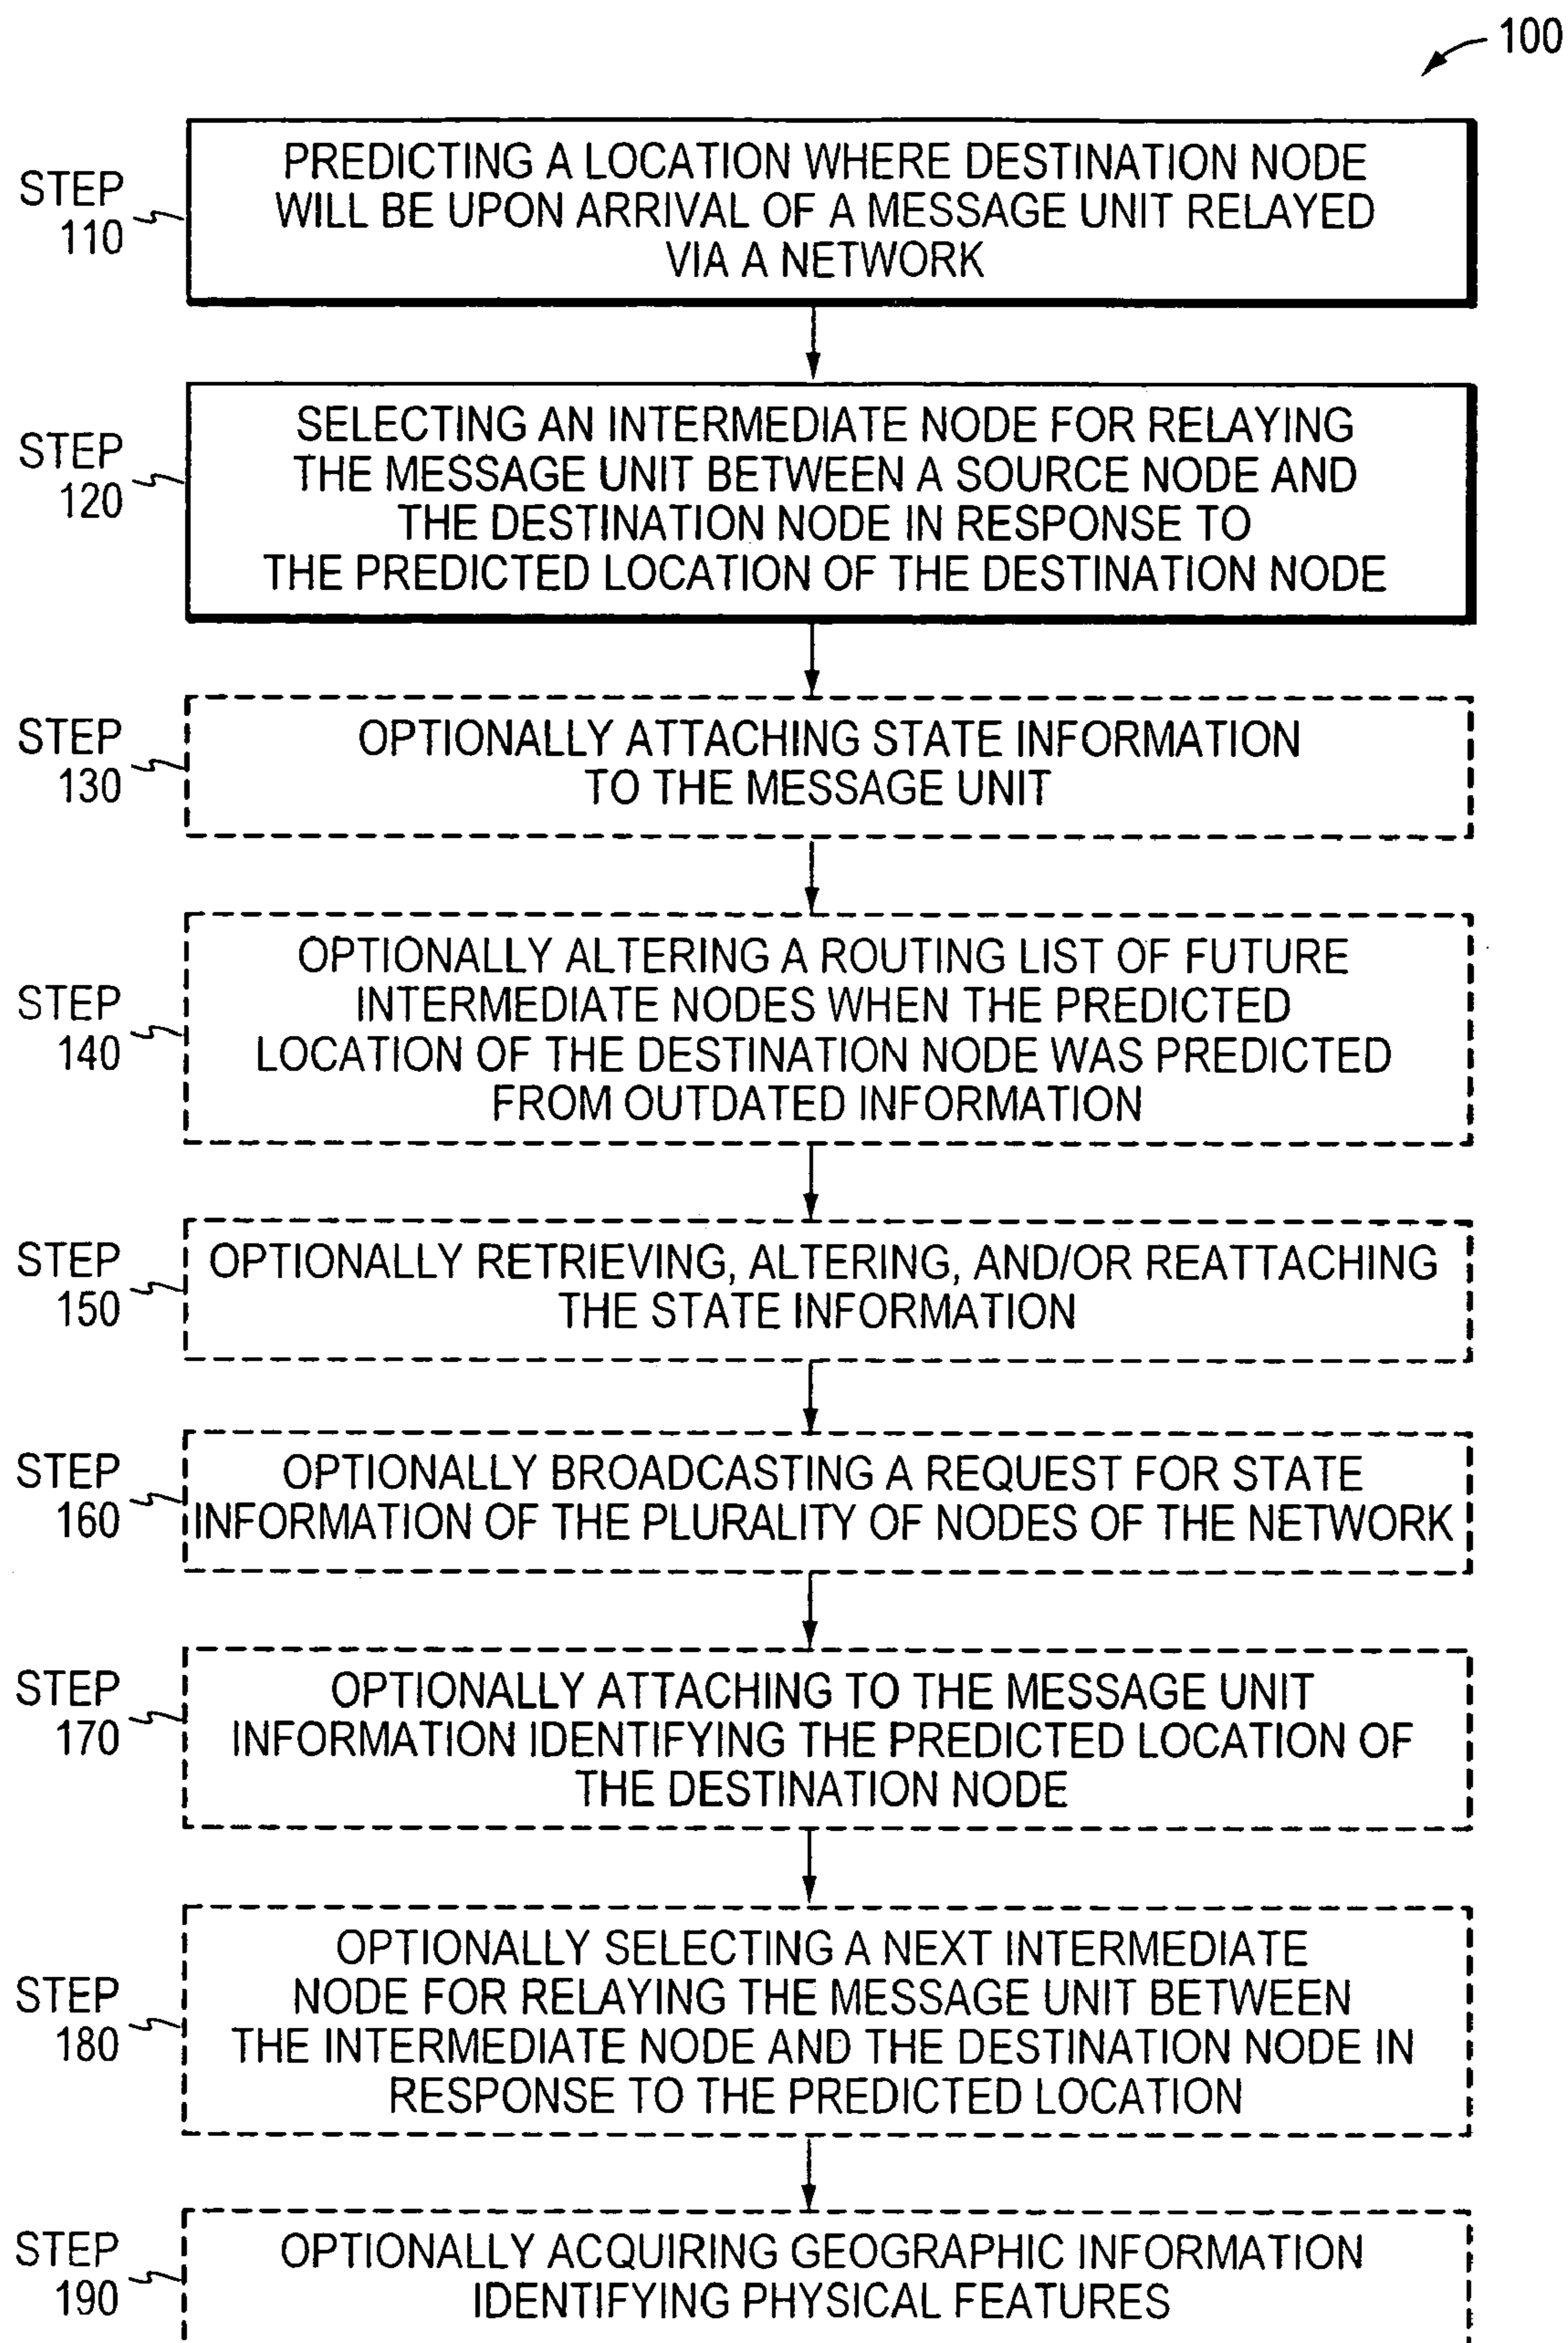 100
STEP
110
PREDICTING A LOCATION WHERE DESTINATION NODE
WILL BE UPON ARRIVAL OF A MESSAGE UNIT RELAYED
VIA A NETWORK
STEP
120
SELECTING AN INTERMEDIATE NODE FOR RELAYING
THE MESSAGE UNIT BETWEEN A SOURCE NODE AND
THE DESTINATION NODE IN RESPONSE TO
THE PREDICTED LOCATION OF THE DESTINATION NODE
STEP
130
OPTIONALLY ATTACHING STATE INFORMATION
TO THE MESSAGE UNIT
STEP
140
OPTIONALLY ALTERING A ROUTING LIST OF FUTURE
INTERMEDIATE NODES WHEN THE PREDICTED
LOCATION OF THE DESTINATION NODE WAS PREDICTED
FROM OUTDATED INFORMATION
STEP
150
OPTIONALLY RETRIEVING, ALTERING, AND/OR REATTACHING
THE STATE INFORMATION
STEP
160
OPTIONALLY BROADCASTING A REQUEST FOR STATE
INFORMATION OF THE PLURALITY OF NODES OF THE NETWORK
STEP
170
OPTIONALLY ATTACHING TO THE MESSAGE UNIT
INFORMATION IDENTIFYING THE PREDICTED LOCATION OF
THE DESTINATION NODE
STEP
180
OPTIONALLY SELECTING A NEXT INTERMEDIATE
NODE FOR RELAYING THE MESSAGE UNIT BETWEEN
THE INTERMEDIATE NODE AND THE DESTINATION NODE IN
RESPONSE TO THE PREDICTED LOCATION
STEP
190
OPTIONALLY ACQUIRING GEOGRAPHIC INFORMATION
IDENTIFYING PHYSICAL FEATURES